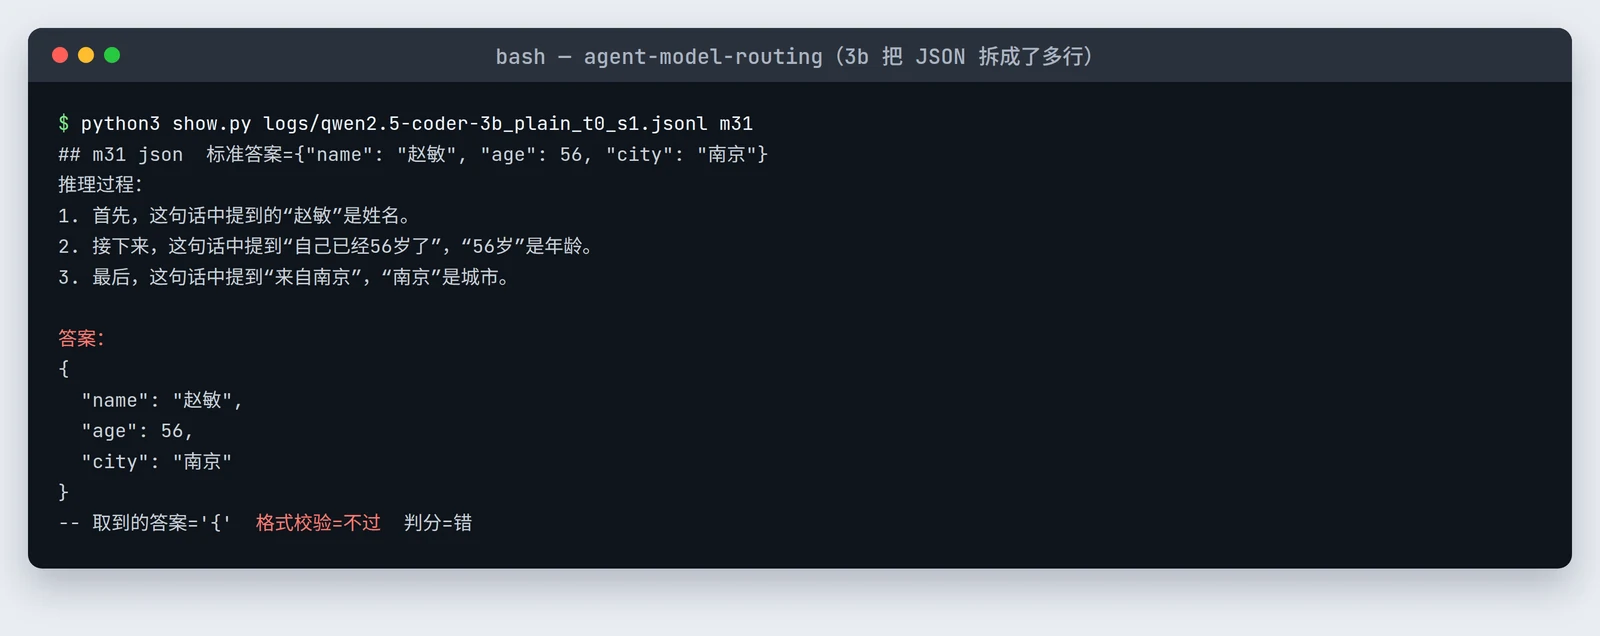 bash — agent-model-routing（3b 把 JSON 拆成了多行）
$ python3 show.py logs/qwen2.5-coder-3b_plain_t0_s1.jsonl m31
## m31 json  标准答案={"name": "赵敏", "age": 56, "city": "南京"}
推理过程：
1. 首先，这句话中提到的“赵敏”是姓名。
2. 接下来，这句话中提到“自己已经56岁了”，“56岁”是年龄。
3. 最后，这句话中提到“来自南京”，“南京”是城市。
答案：
{
  "name": "赵敏",
  "age": 56,
  "city": "南京"
}
-- 取到的答案='{'  格式校验=不过  判分=错